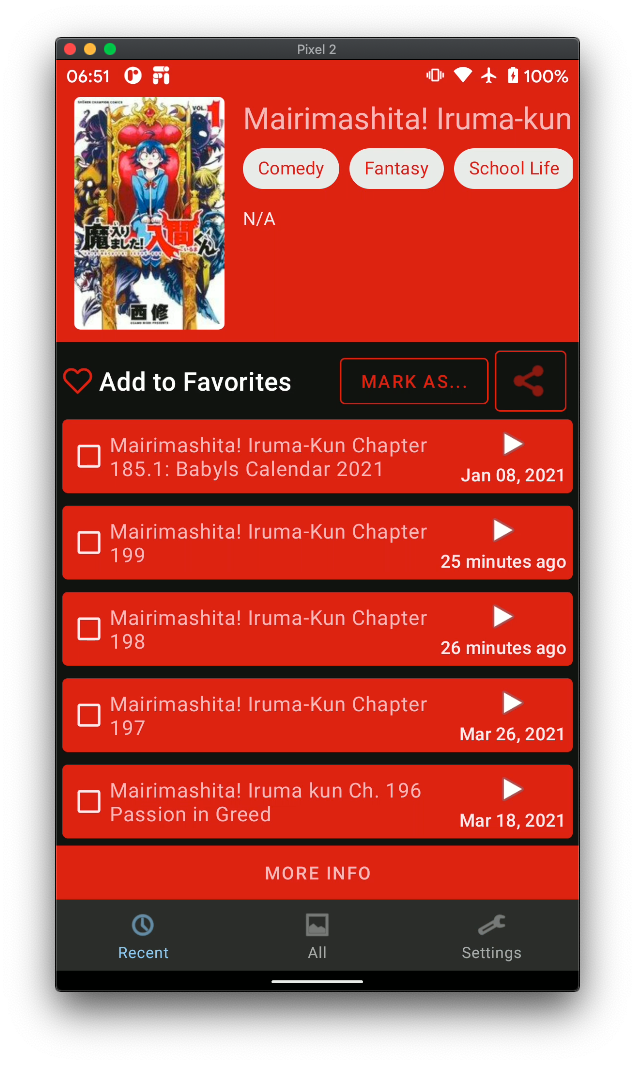 Pixel 2
06:51
100%
VOL.1
魔入りました!入間くん
西修
Mairimashita! Iruma-kun
Comedy
Fantasy
School Life
N/A
Add to Favorites
MARK AS...
Mairimashita! Iruma-Kun Chapter
185.1: Babyls Calendar 2021
Jan 08, 2021
Mairimashita! Iruma-Kun Chapter
199
25 minutes ago
Mairimashita! Iruma-Kun Chapter
198
26 minutes ago
Mairimashita! Iruma-Kun Chapter
197
Mar 26, 2021
Mairimashita! Iruma kun Ch. 196
Passion in Greed
Mar 18, 2021
MORE INFO
Recent
All
Settings